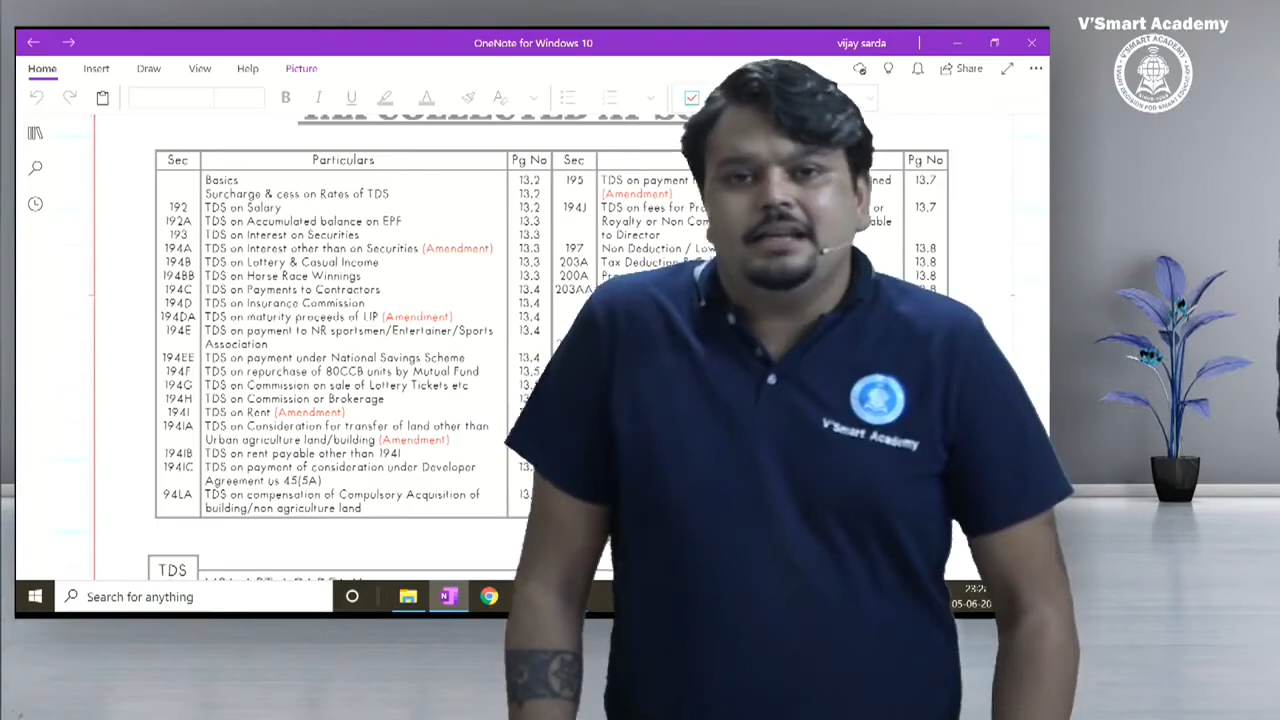 V'Smart Academy
OneNote for Windows 10
vijay sarda
Home Insert Draw View Help Picture
Share
Sec Particulars Pg No Sec Pg No
Basics 13.2
Surcharge & cess on Rates of TDS 13.2
192 TDS on Salary 13.2
192A TDS on Accumulated balance on EPF 13.3
193 TDS on Interest on Securities 13.3
194A TDS on Interest other than on Securities (Amendment) 13.3
194B TDS on Lottery & Casual Income 13.3
194BB TDS on Horse Race Winnings 13.3
194C TDS on Payments to Contractors 13.4
194D TDS on Insurance Commission 13.4
194DA TDS on maturity proceeds of LIP (Amendment) 13.4
194E TDS on payment to NR sportsmen/Entertainer/Sports 13.4
Association
194EE TDS on payment under National Savings Scheme 13.4
194F TDS on repurchase of 80CCB units by Mutual Fund
194G TDS on Commission on sale of Lottery Tickets etc
194H TDS on Commission or Brokerage
194I TDS on Rent (Amendment)
194IA TDS on Consideration for transfer of land other than
Urban agriculture land/building (Amendment)
194IB TDS on rent payable other than 194I
194IC TDS on payment of consideration under Developer
Agreement us 45(5A)
94LA TDS on compensation of Compulsory Acquisition of
building/non agriculture land
195 TDS on payment 13.7
(Amendment)
194J TDS on fees for 13.7
Royalty or Non
to Director
197 Non Deduction / 13.8
203A Tax Deduction 13.8
200A 13.8
203AA
TDS
Search for anything
V'Smart Academy